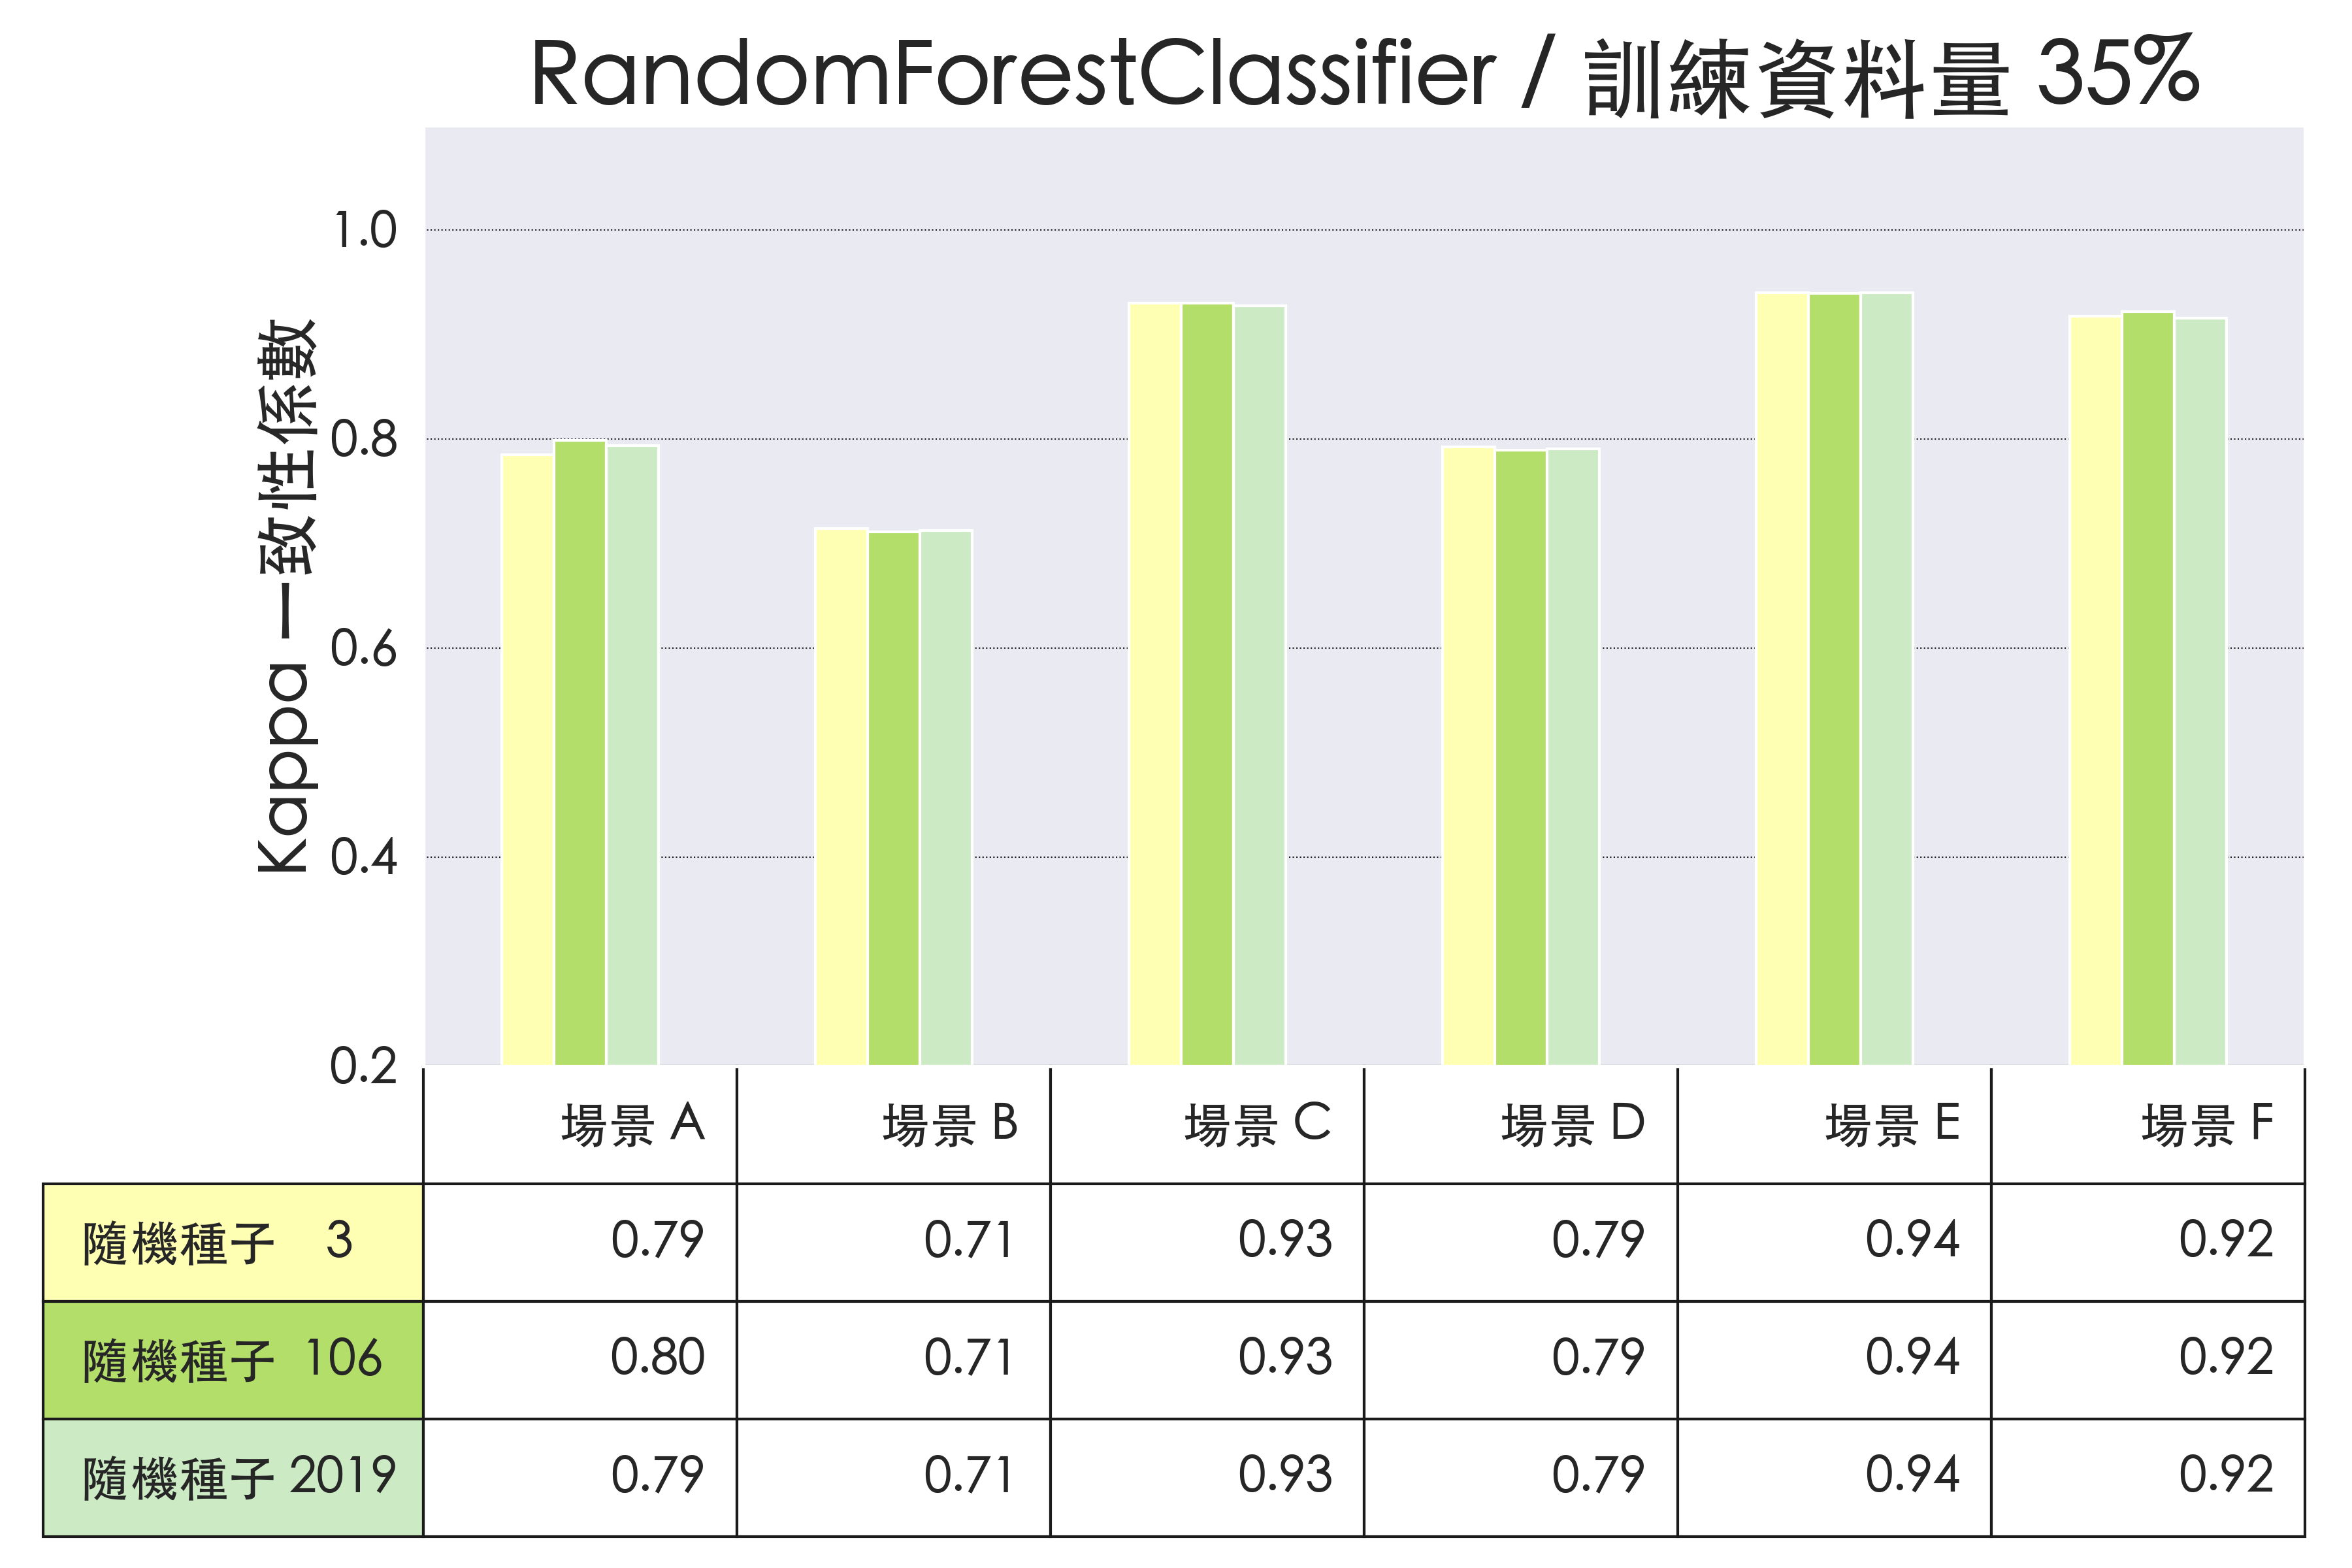 RandomForestClassifier / 訓練資料量 35%
Kappa 一致性係數
1.0
0.8
0.6
0.4
0.2
場景 A 場景 B 場景 C 場景 D 場景 E 場景 F
隨機種子 3 0.79 0.71 0.93 0.79 0.94 0.92
隨機種子 106 0.80 0.71 0.93 0.79 0.94 0.92
隨機種子 2019 0.79 0.71 0.93 0.79 0.94 0.92